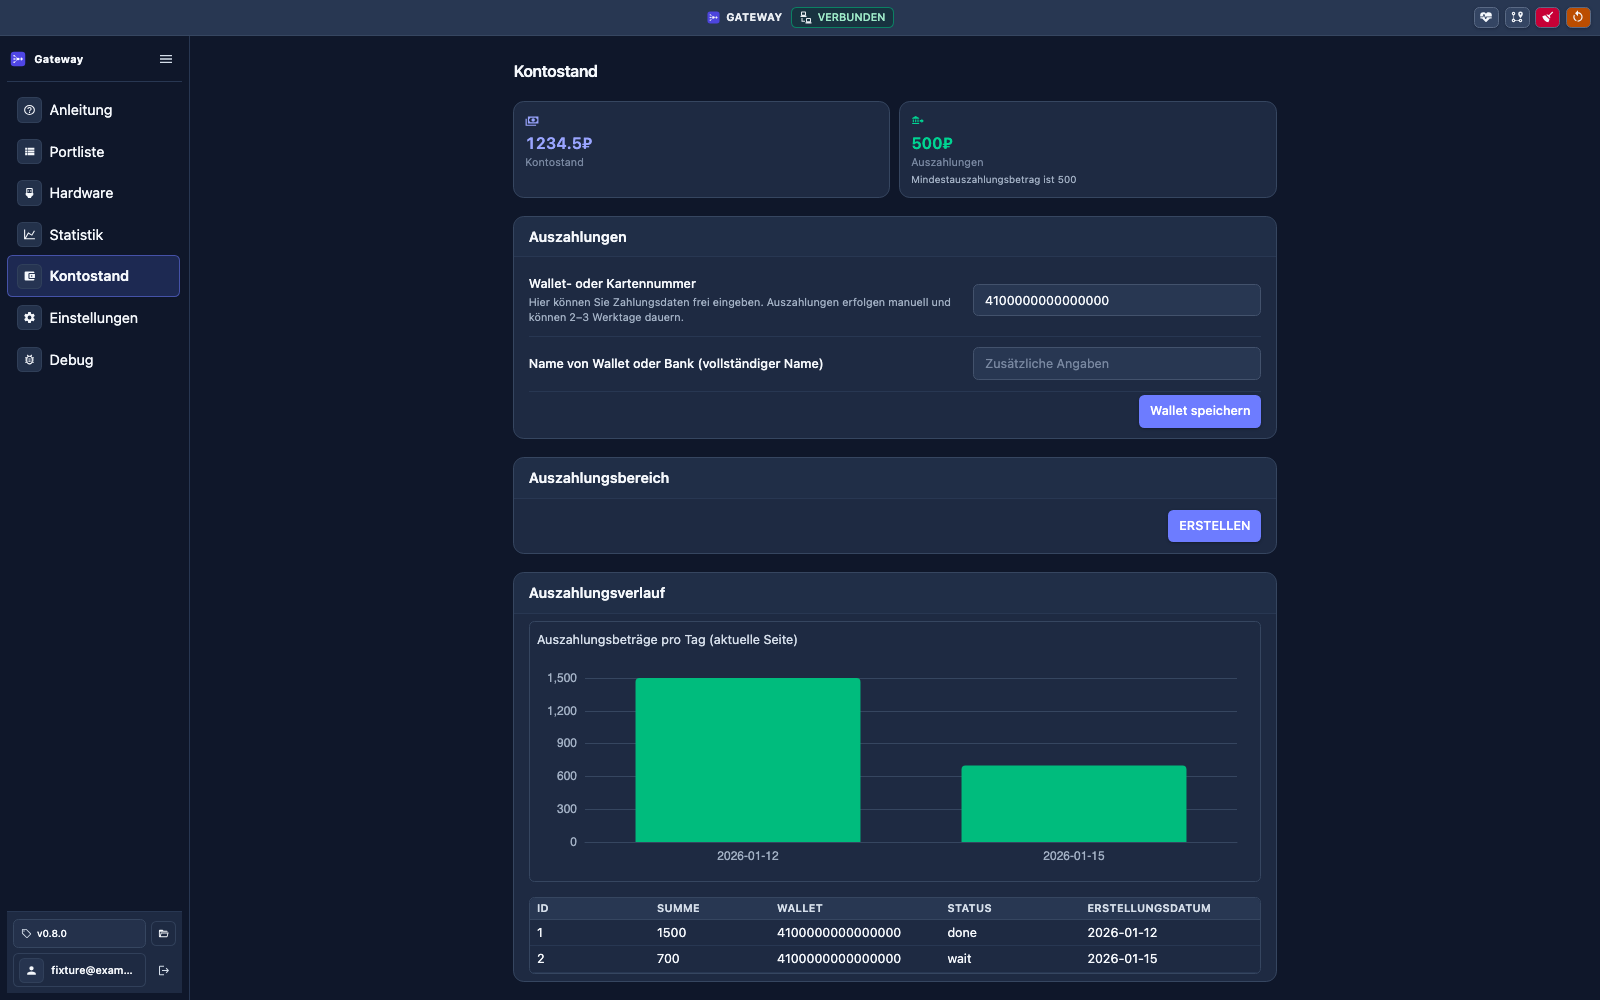 GATEWAY
VERBUNDEN
Gateway
Anleitung
Portliste
Hardware
Statistik
Kontostand
Einstellungen
Debug
v0.8.0
fixture@exam...
Kontostand
1234.5₽
Kontostand
500₽
Auszahlungen
Mindestauszahlungsbetrag ist 500
Auszahlungen
Wallet- oder Kartennummer
Hier können Sie Zahlungsdaten frei eingeben. Auszahlungen erfolgen manuell und
können 2–3 Werktage dauern.
4100000000000000
Name von Wallet oder Bank (vollständiger Name)
Zusätzliche Angaben
Wallet speichern
Auszahlungsbereich
ERSTELLEN
Auszahlungsverlauf
Auszahlungsbeträge pro Tag (aktuelle Seite)
1,500
1,200
900
600
300
0
2026-01-12 2026-01-15
ID SUMME WALLET STATUS ERSTELLUNGSDATUM
1 1500 4100000000000000 done 2026-01-12
2 700 4100000000000000 wait 2026-01-15